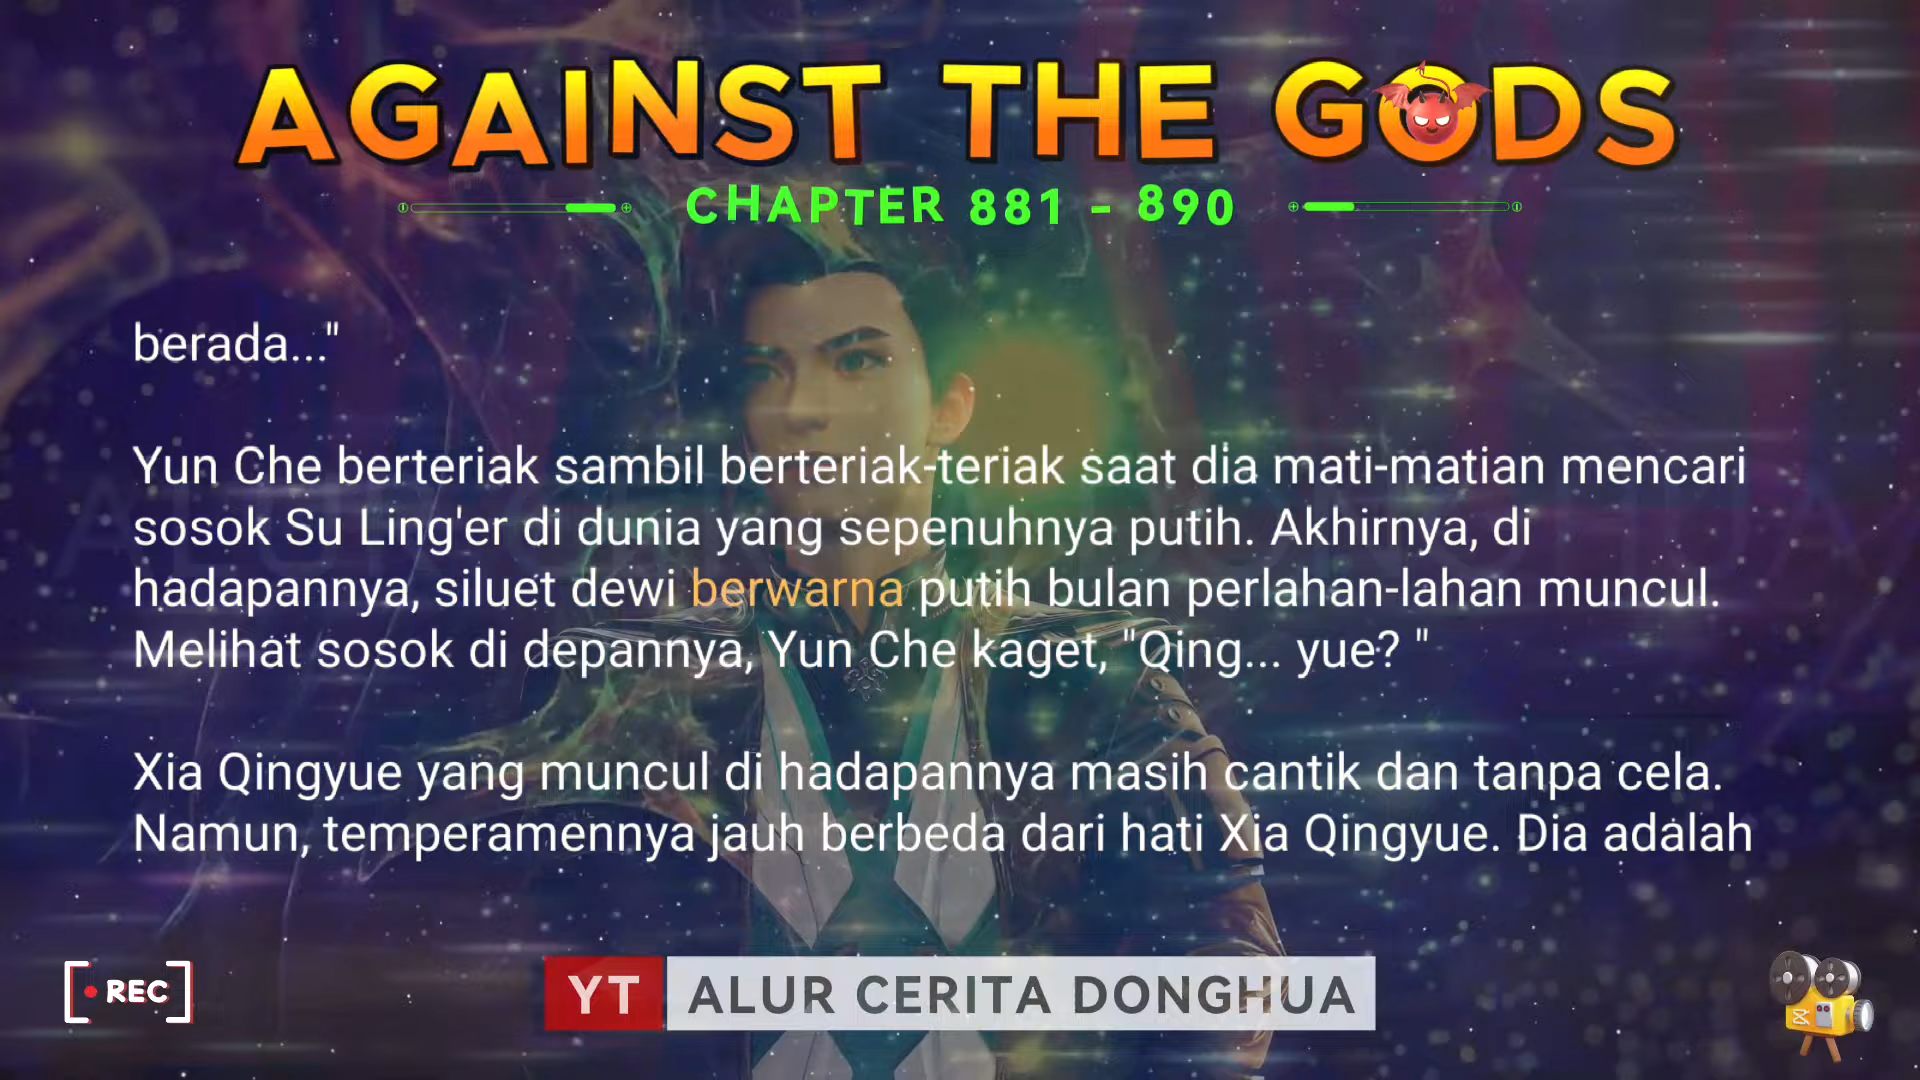 AGAINST THE GODS
CHAPTER 881 - 890
berada..."
Yun Che berteriak sambil berteriak-teriak saat dia mati-matian mencari
sosok Su Ling'er di dunia yang sepenuhnya putih. Akhirnya, di
hadapannya, siluet dewi berwarna putih bulan perlahan-lahan muncul.
Melihat sosok di depannya, Yun Che kaget, "Qing... yue? "
Xia Qingyue yang muncul di hadapannya masih cantik dan tanpa cela.
Namun, temperamennya jauh berbeda dari hati Xia Qingyue. Dia adalah
REC
YT ALUR CERITA DONGHUA